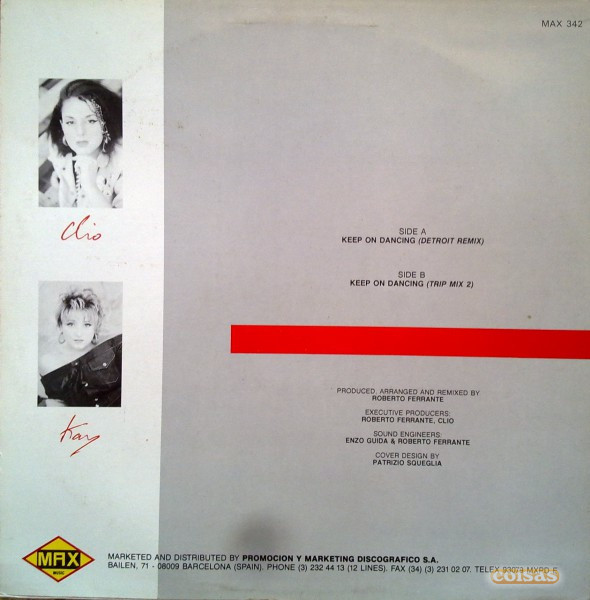 MAX 342
Clio
SIDE A
KEEP ON DANCING (DETROIT REMIX)
SIDE B
KEEP ON DANCING (TRIP MIX 2)
Kay
PRODUCED, ARRANGED AND REMIXED BY
ROBERTO FERRANTE
EXECUTIVE PRODUCERS:
ROBERTO FERRANTE, CLIO
SOUND ENGINEERS:
ENZO GUIDA & ROBERTO FERRANTE
COVER DESIGN BY
PATRIZIO SQUEGLIA
MAX
MUSIC
MARKETED AND DISTRIBUTED BY PROMOCION Y MARKETING DISCOGRAFICO S.A.
BAILEN, 71 - 08009 BARCELONA (SPAIN). PHONE (3) 232 44 13 (12 LINES). FAX (34) (3) 231 02 07. TELEX 93079 MXPD E
coisas